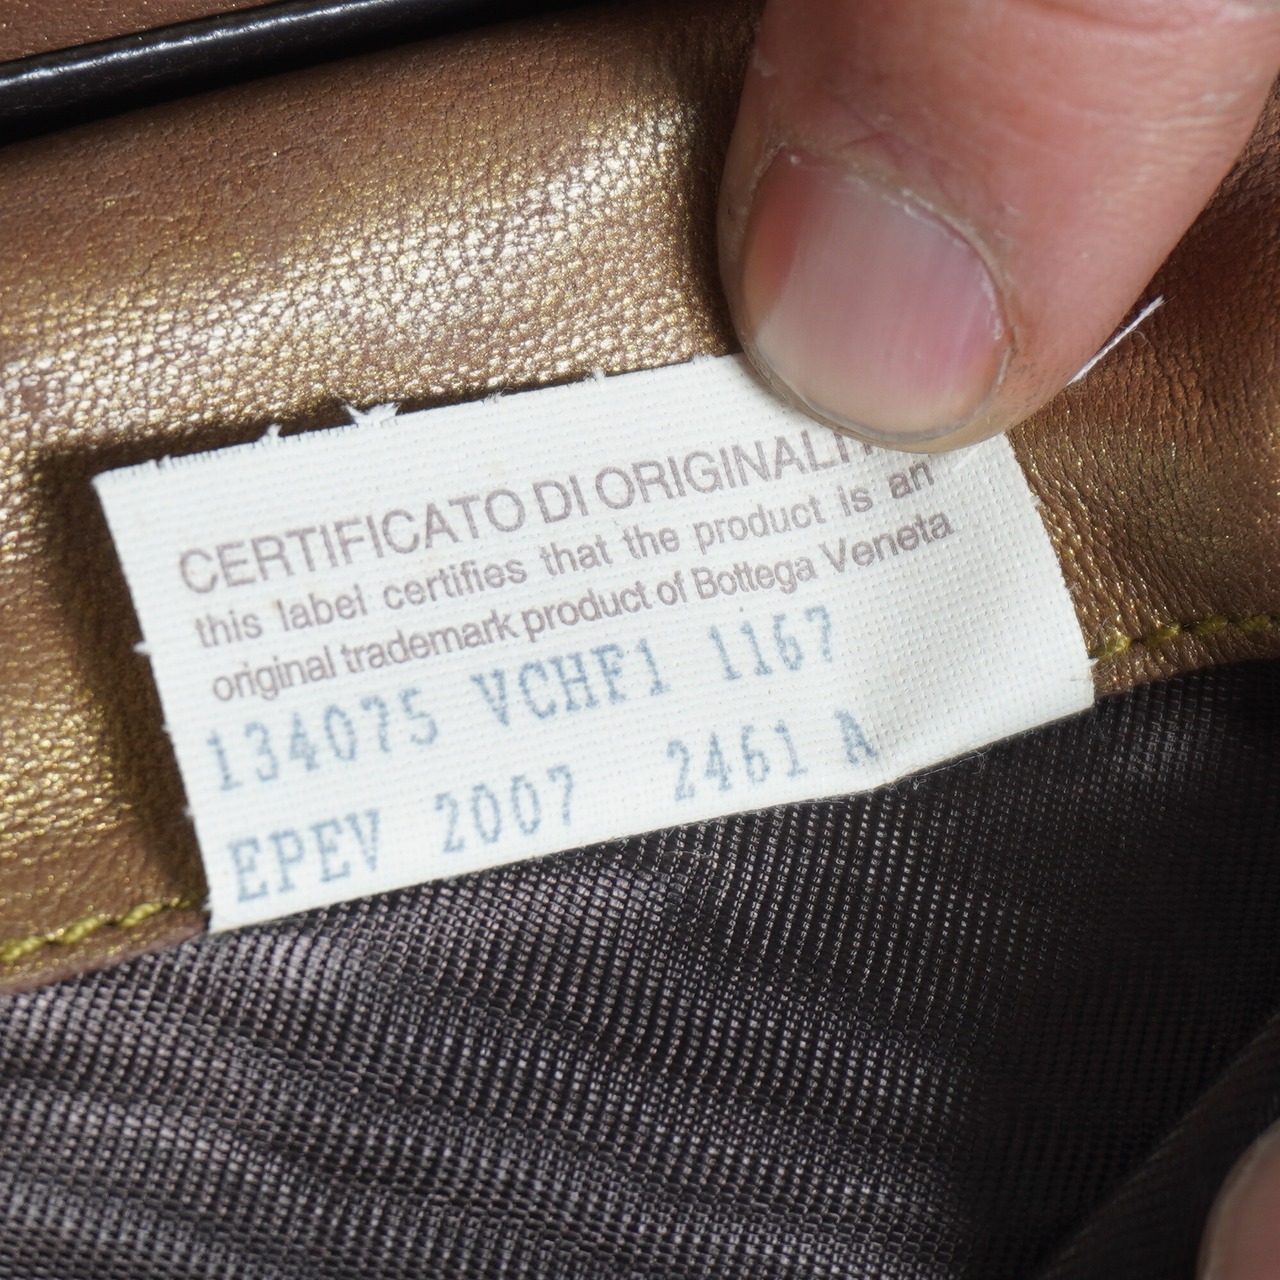 CERTIFICATO DI ORIGINALI
this label certifies that the product is an
original trademark product of Bottega Veneta
134075 VCHF1 1167
EPEV 2007 2461 A